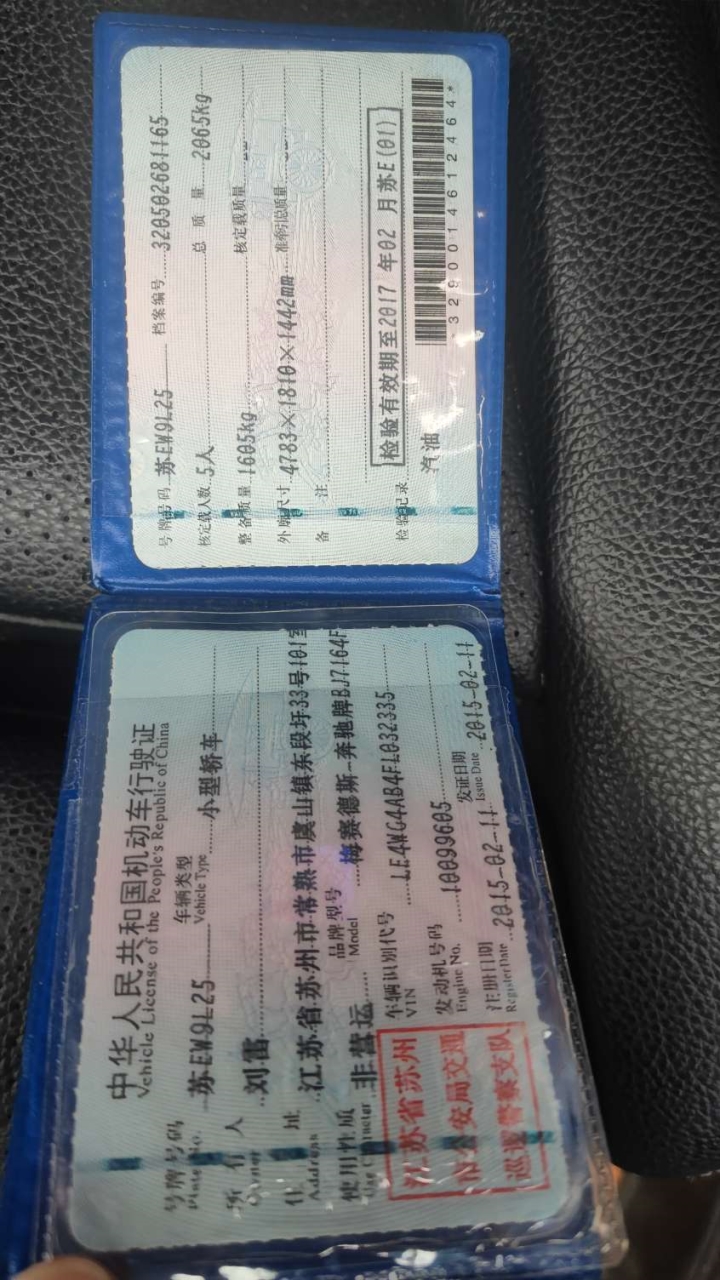 中华人民共和国机动车行驶证
Vehicle License of the People's Republic of China
号牌号码 苏EW9L25 车辆类型 小型轿车
Plate No. Vehicle Type
所有人 刘雷
Owner
住址 江苏省苏州市常熟市虞山镇东段圩33号101室
Address
使用性质 非营运 品牌型号 梅赛德斯-奔驰牌BJ7164F
Use Character Model
江苏省苏州
市公安局交通
巡逻警察支队
车辆识别代号 LE4WG4AB4FL032335
VIN
发动机号码 10099605
Engine No.
注册日期 2015-02-11 发证日期 2015-02-11
Register Date Issue Date
号牌号码 苏EW9L25 档案编号 320502681165
核定载人数 5人 总质量 2065kg
整备质量 1605kg 核定载质量 --
外廓尺寸 4783×1810×1442mm 准牵引总质量 --
备注
检验记录 检验有效期至2017年02月苏E(01)
汽油
*3290014612464*